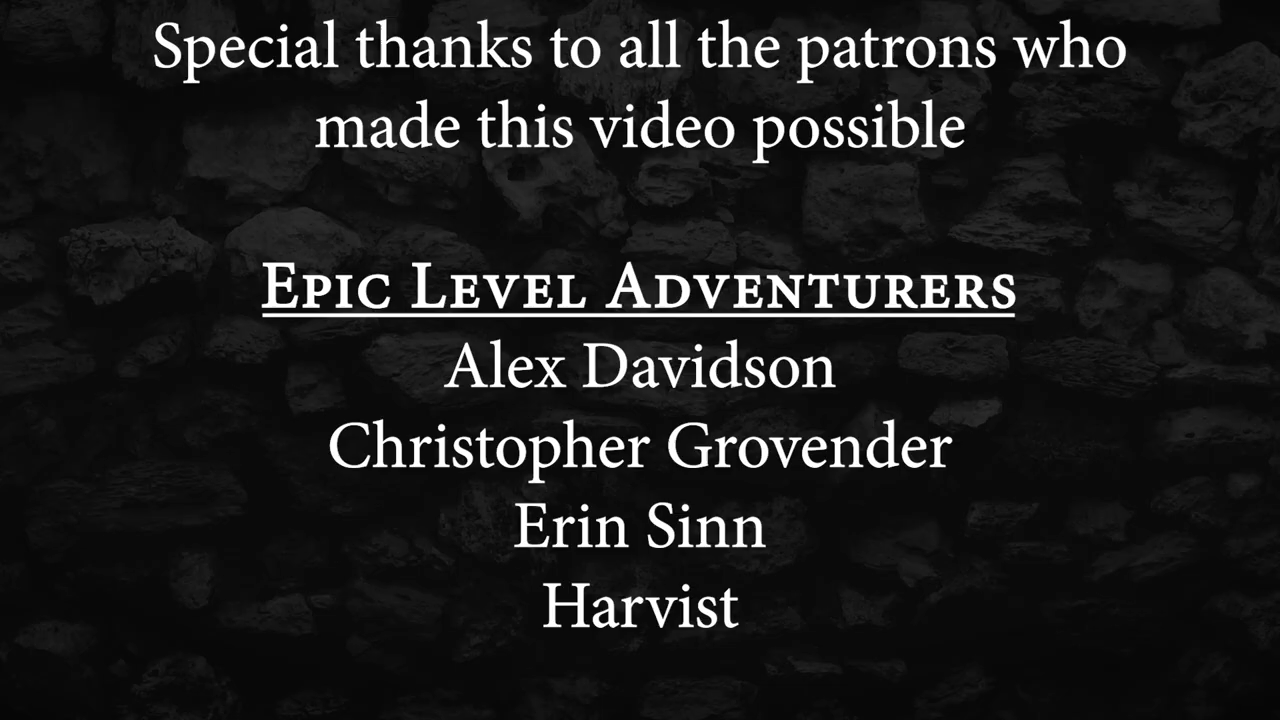 Special thanks to all the patrons who
made this video possible
Epic Level Adventurers
Alex Davidson
Christopher Grovender
Erin Sinn
Harvist